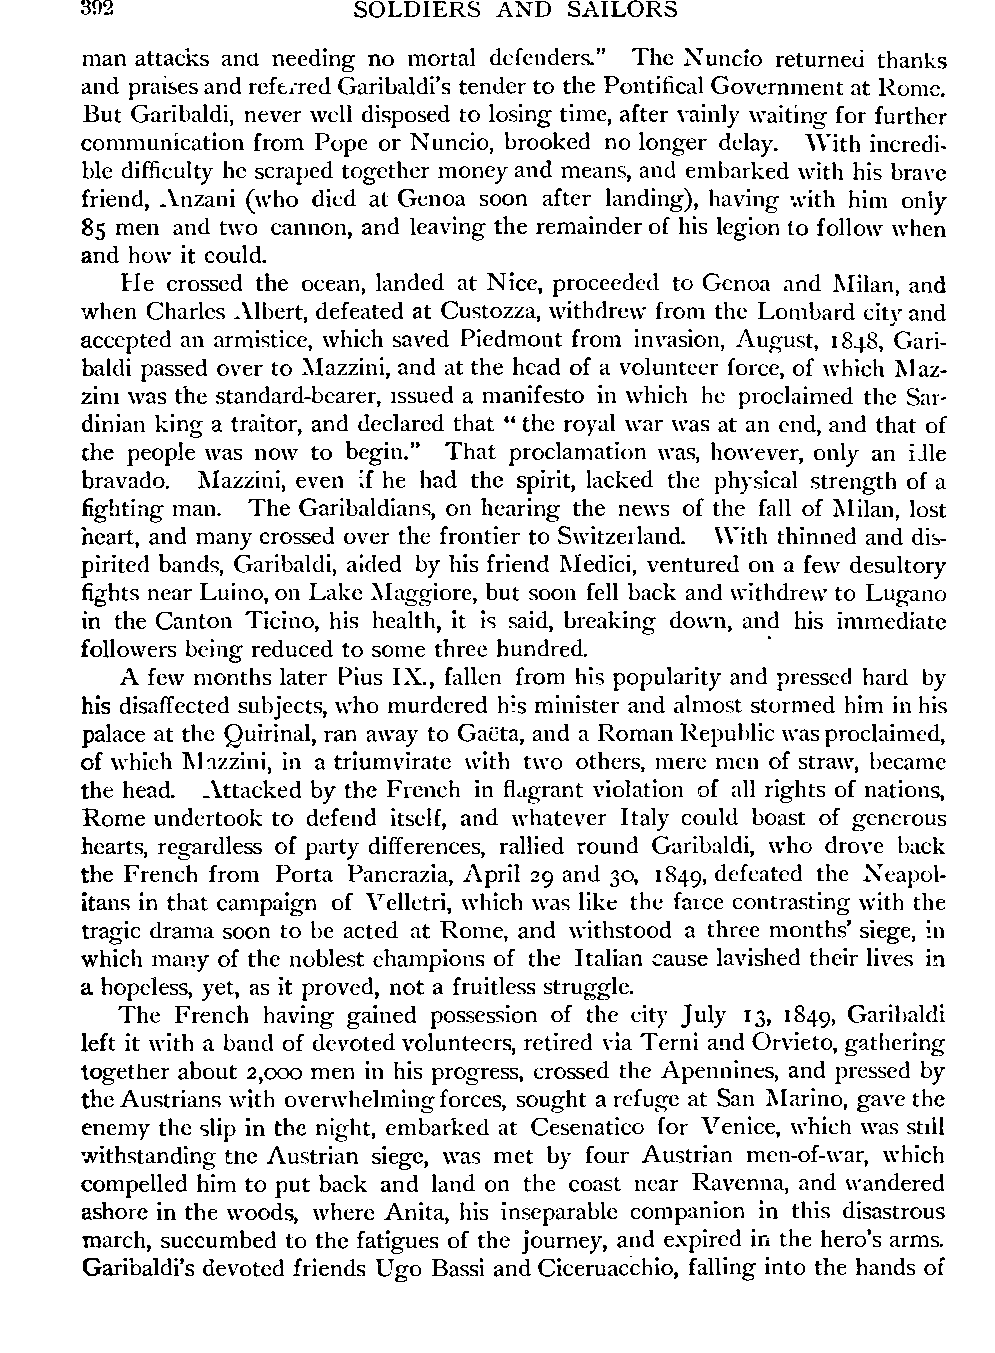 392 SOLDIERS AND SAILORS
man attacks and needing no mortal defenders." The Nuncio returned thanks
and praises and referred Garibaldi's tender to the Pontifical Government at Rome.
But Garibaldi, never well disposed to losing time, after vainly waiting for further
communication from Pope or Nuncio, brooked no longer delay. With incredi-
ble difficulty he scraped together money and means, and embarked with his brave
friend, Anzani (who died at Genoa soon after landing), having with him only
85 men and two cannon, and leaving the remainder of his legion to follow when
and how it could.
He crossed the ocean, landed at Nice, proceeded to Genoa and Milan, and
when Charles Albert, defeated at Custozza, withdrew from the Lombard city and
accepted an armistice, which saved Piedmont from invasion, August, 1848, Gari-
baldi passed over to Mazzini, and at the head of a volunteer force, of which Maz-
zini was the standard-bearer, issued a manifesto in which he proclaimed the Sar-
dinian king a traitor, and declared that "the royal war was at an end, and that of
the people was now to begin." That proclamation was, however, only an idle
bravado. Mazzini, even if he had the spirit, lacked the physical strength of a
fighting man. The Garibaldians, on hearing the news of the fall of Milan, lost
heart, and many crossed over the frontier to Switzerland. With thinned and dis-
pirited bands, Garibaldi, aided by his friend Medici, ventured on a few desultory
fights near Luino, on Lake Maggiore, but soon fell back and withdrew to Lugano
in the Canton Ticino, his health, it is said, breaking down, and his immediate
followers being reduced to some three hundred.
A few months later Pius IX., fallen from his popularity and pressed hard by
his disaffected subjects, who murdered his minister and almost stormed him in his
palace at the Quirinal, ran away to Gaëta, and a Roman Republic was proclaimed,
of which Mazzini, in a triumvirate with two others, mere men of straw, became
the head. Attacked by the French in flagrant violation of all rights of nations,
Rome undertook to defend itself, and whatever Italy could boast of generous
hearts, regardless of party differences, rallied round Garibaldi, who drove back
the French from Porta Pancrazia, April 29 and 30, 1849, defeated the Neapol-
itans in that campaign of Velletri, which was like the farce contrasting with the
tragic drama soon to be acted at Rome, and withstood a three months' siege, in
which many of the noblest champions of the Italian cause lavished their lives in
a hopeless, yet, as it proved, not a fruitless struggle.
The French having gained possession of the city July 13, 1849, Garibaldi
left it with a band of devoted volunteers, retired via Terni and Orvieto, gathering
together about 2,000 men in his progress, crossed the Apennines, and pressed by
the Austrians with overwhelming forces, sought a refuge at San Marino, gave the
enemy the slip in the night, embarked at Cesenatico for Venice, which was still
withstanding the Austrian siege, was met by four Austrian men-of-war, which
compelled him to put back and land on the coast near Ravenna, and wandered
ashore in the woods, where Anita, his inseparable companion in this disastrous
march, succumbed to the fatigues of the journey, and expired in the hero's arms.
Garibaldi's devoted friends Ugo Bassi and Ciceruacchio, falling into the hands of